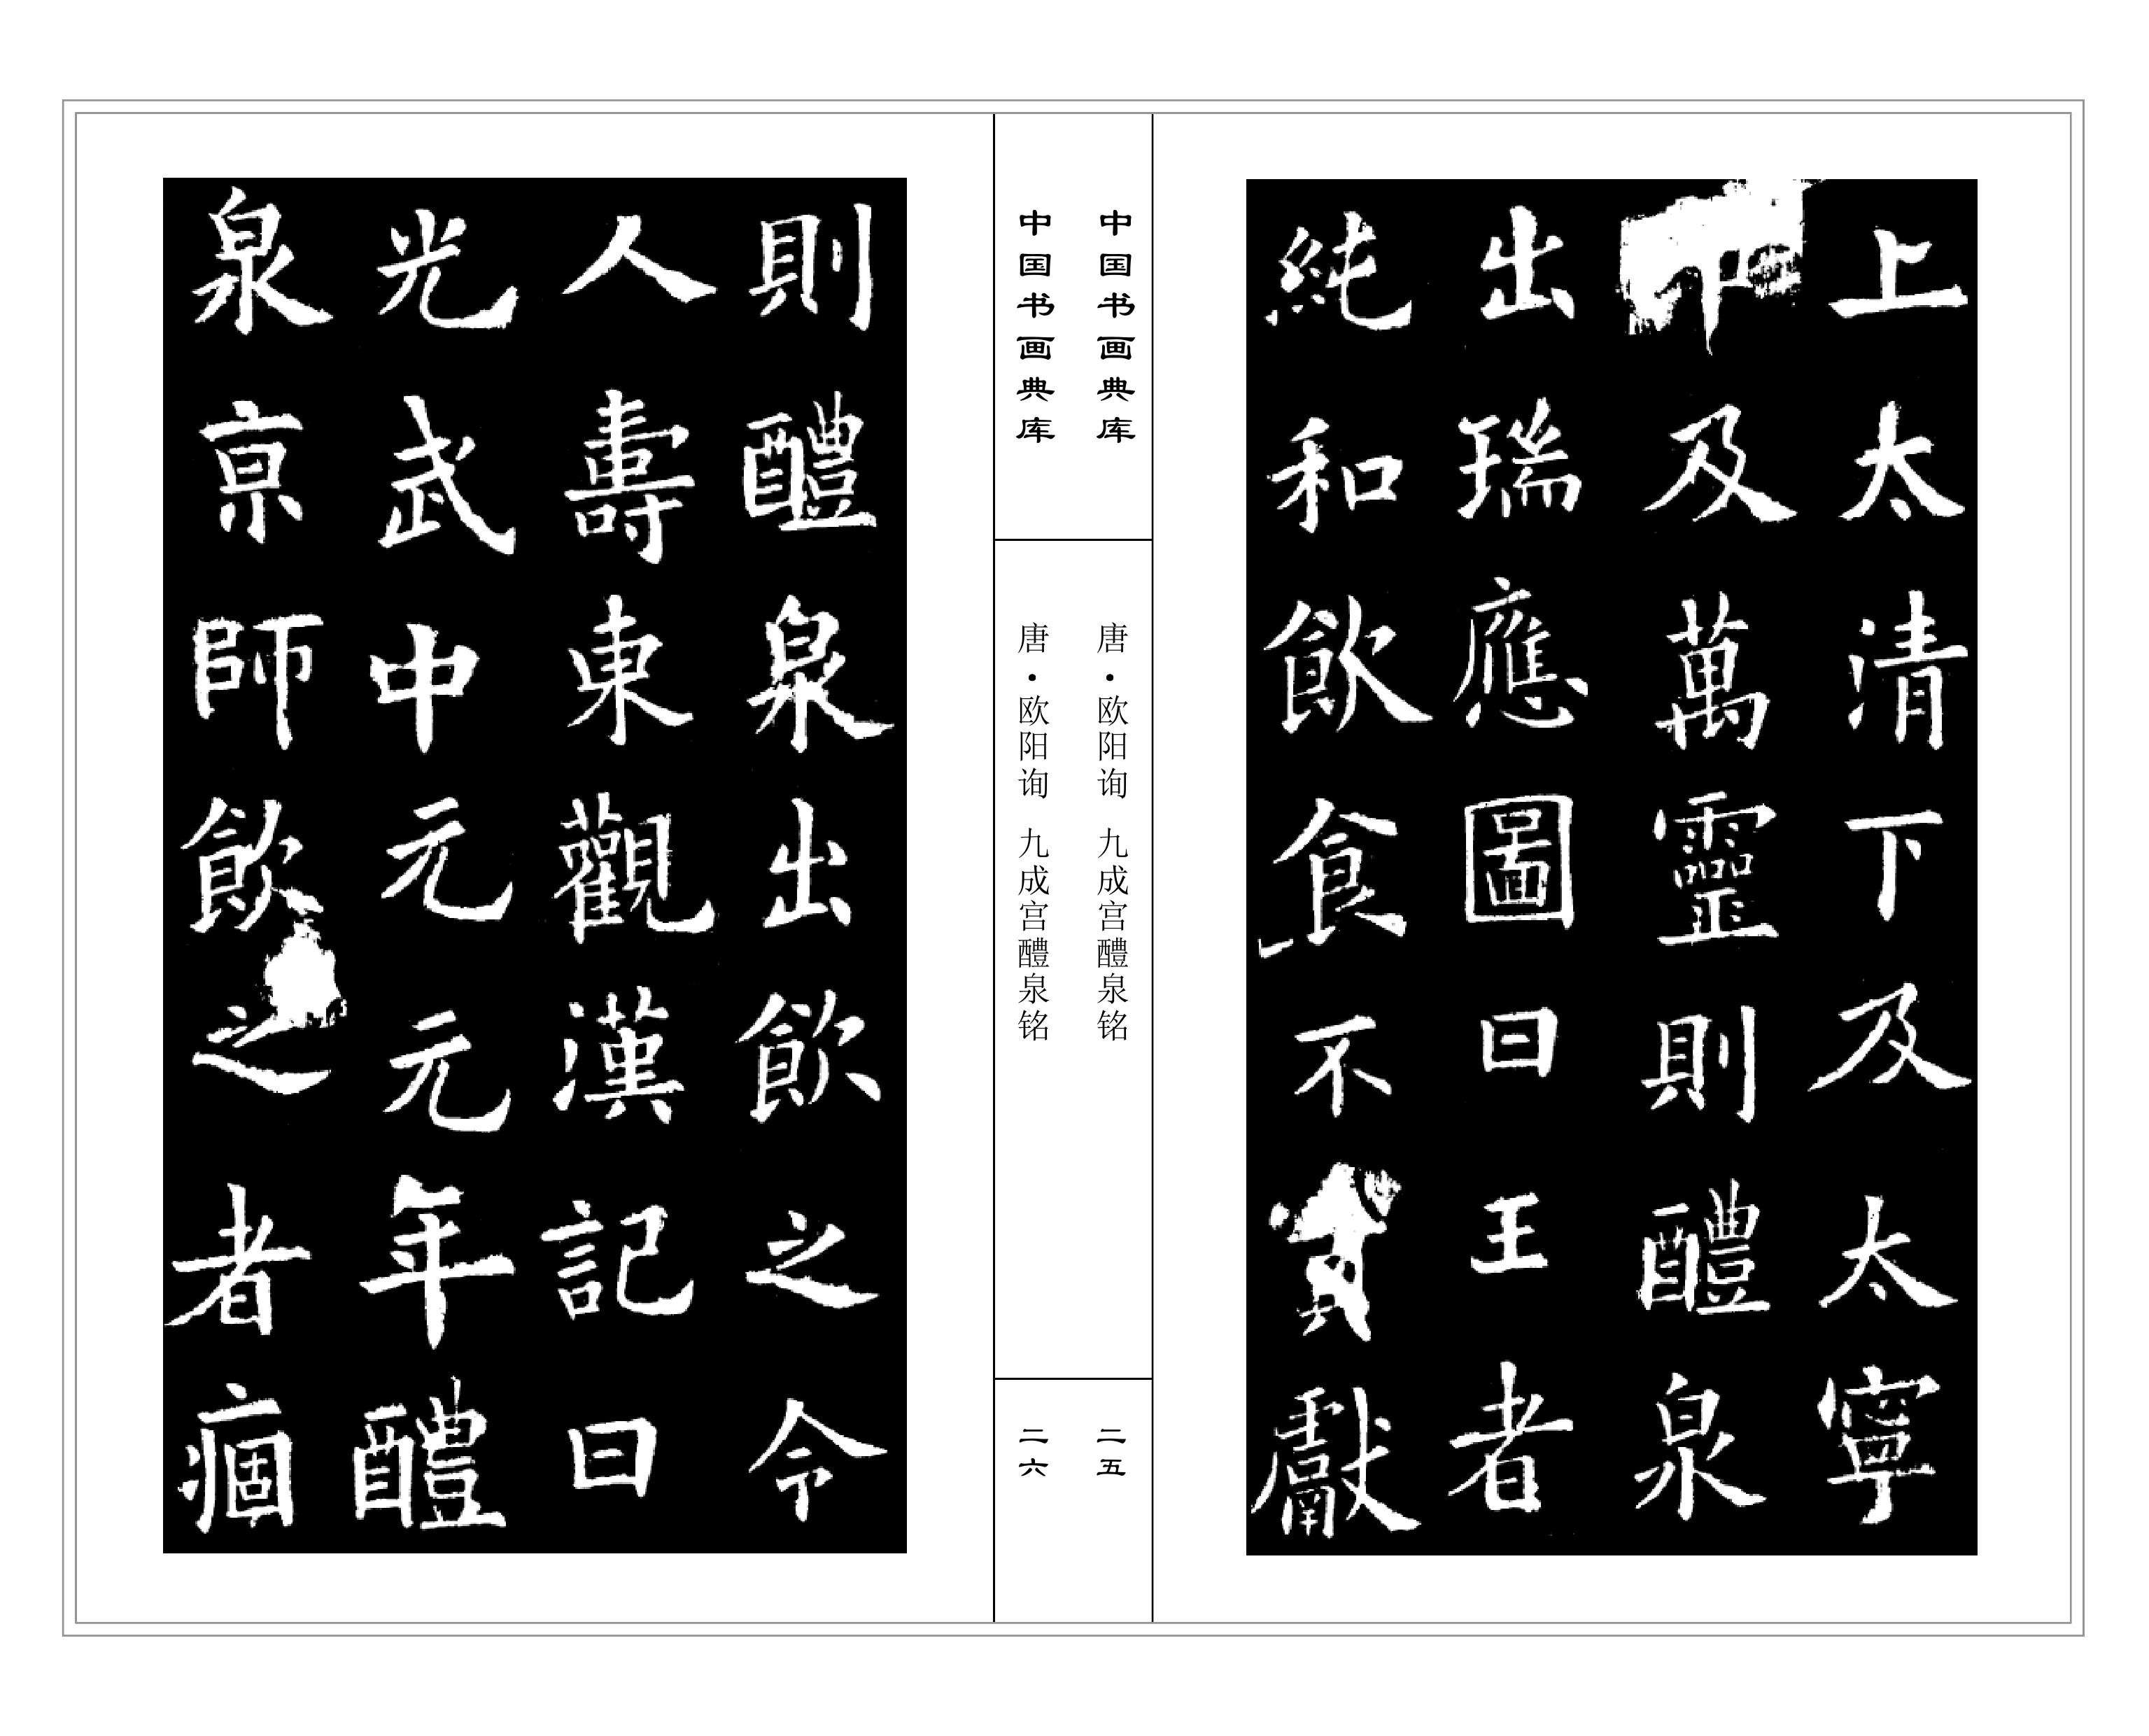 上太清下及太寧
中及萬靈則醴泉
出瑞應圖曰王者
純和飲食不貢獻
中国书画典库
唐·欧阳询 九成宫醴泉铭
二五
中国书画典库
唐·欧阳询 九成宫醴泉铭
二六
則醴泉出飲之令
人壽東觀漢記曰
光武中元元年醴
泉京師飲之者痼